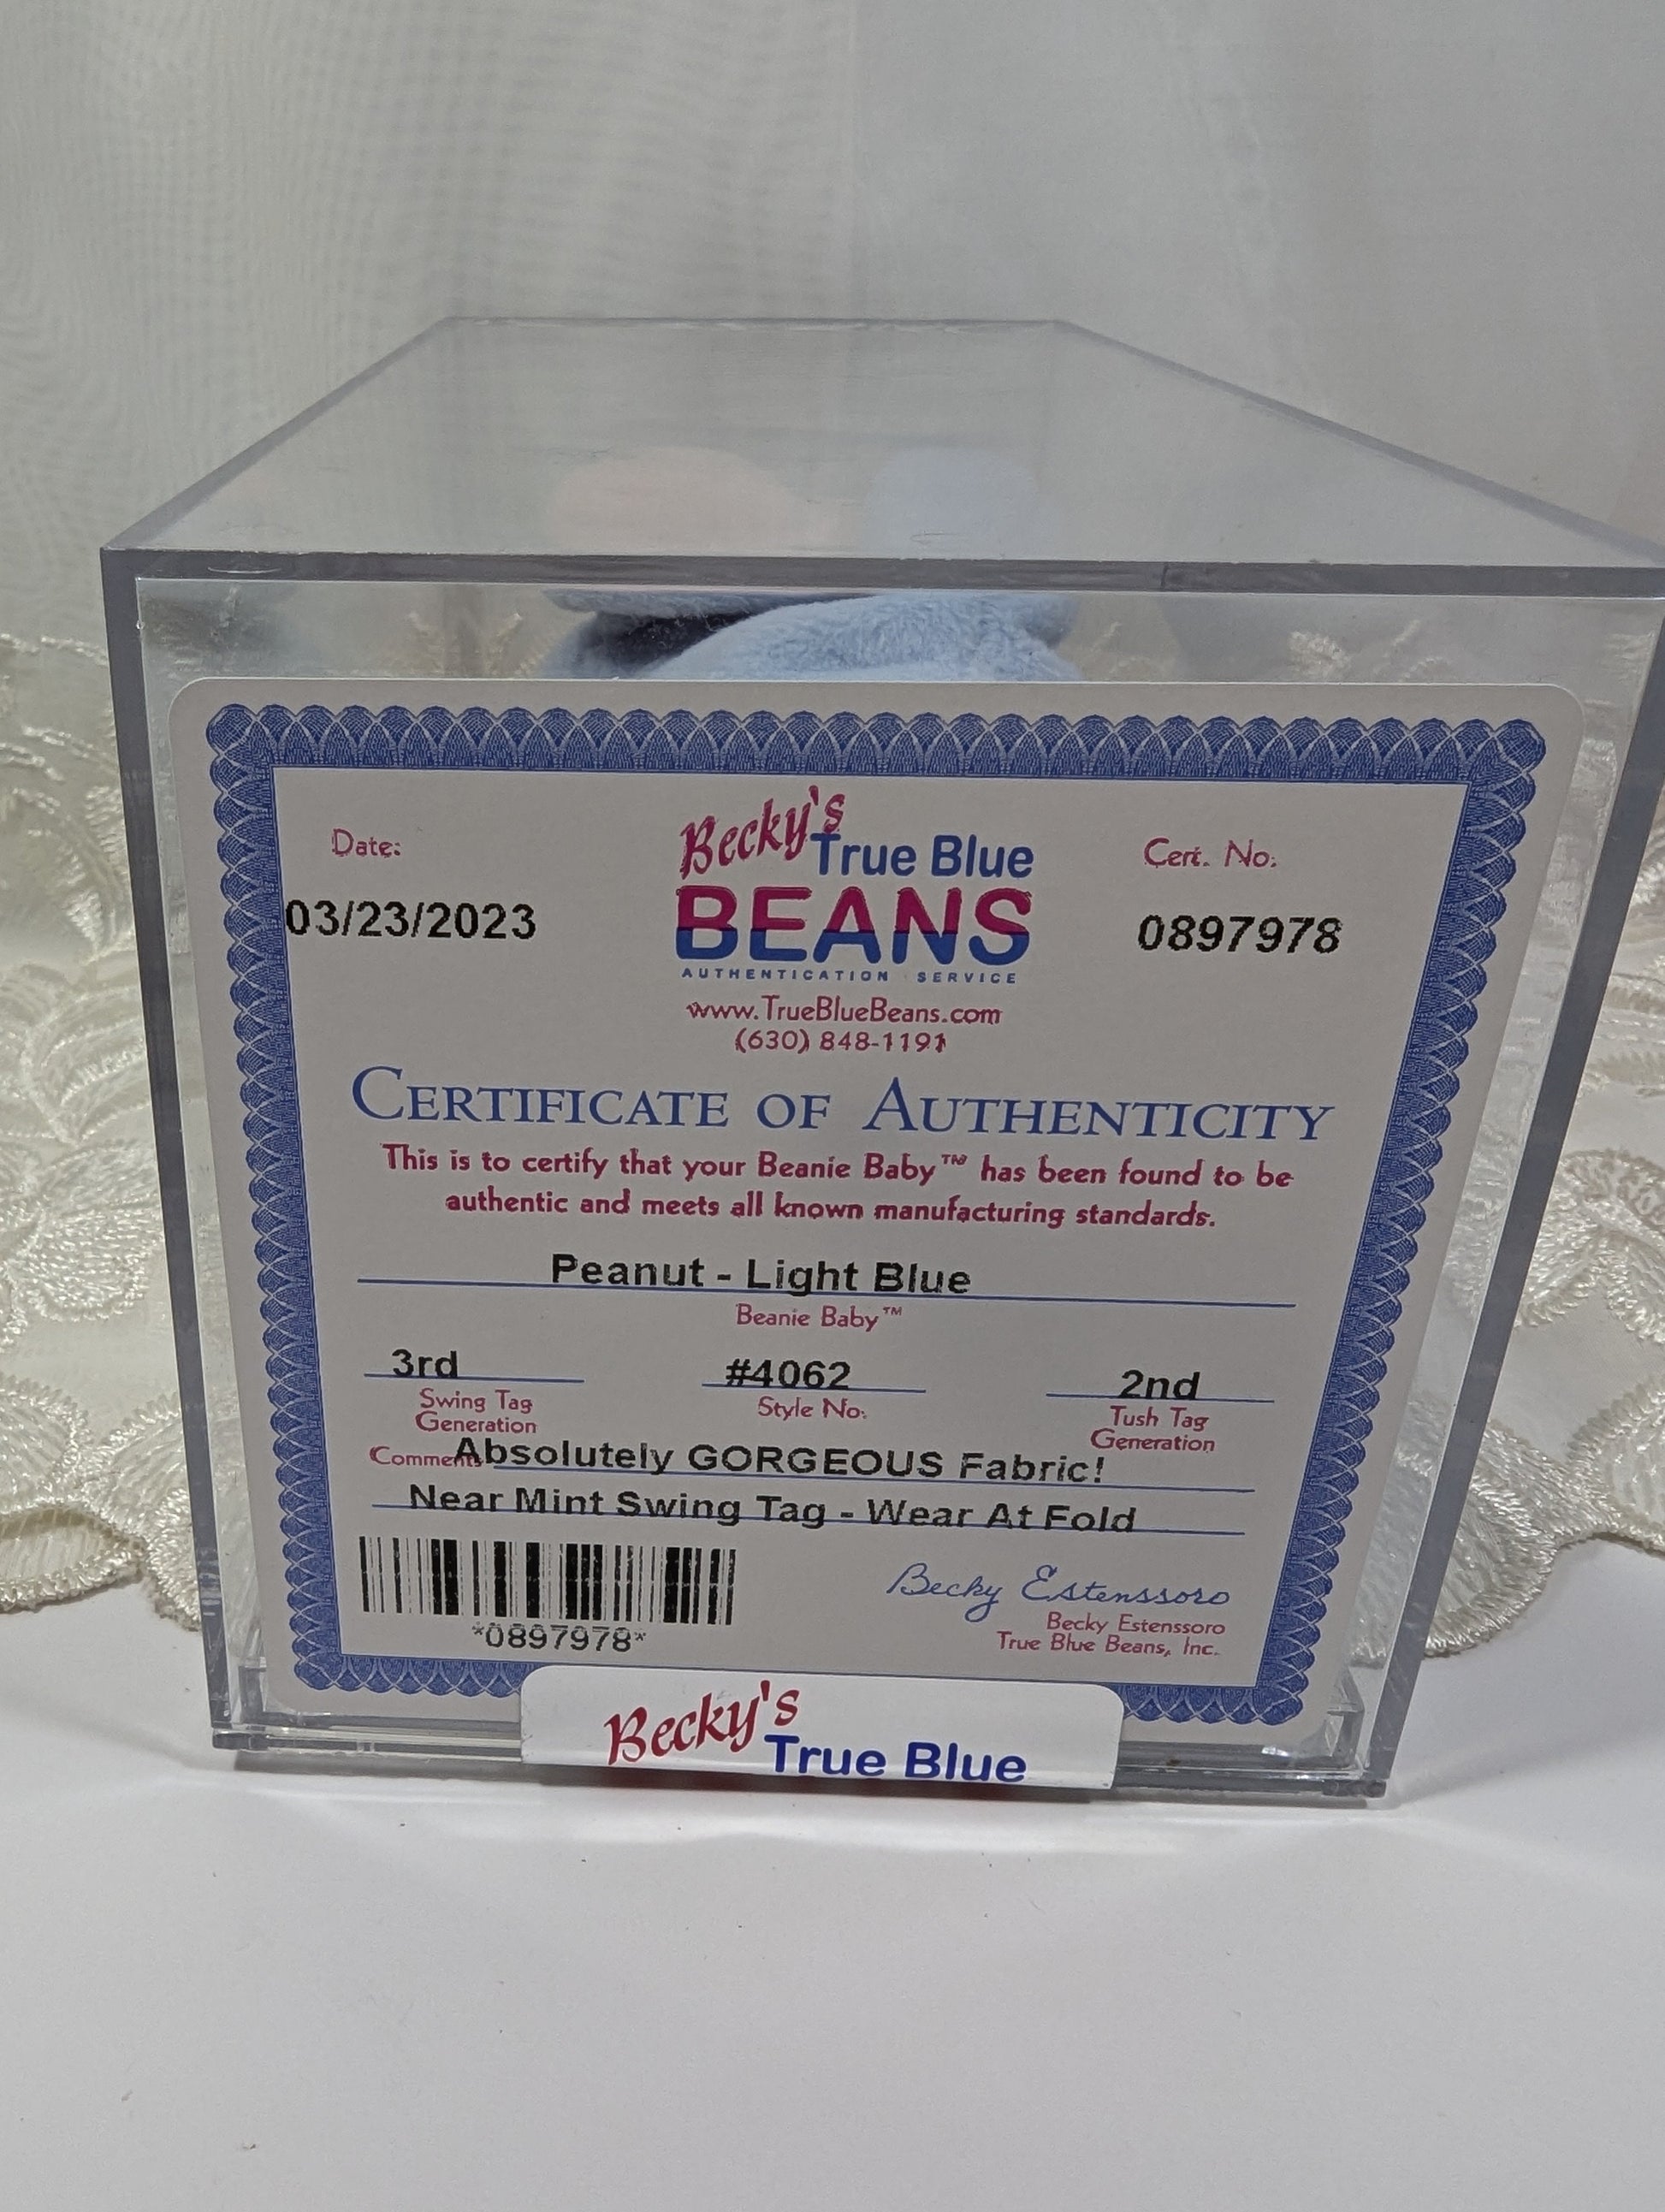 Date:
03/23/2023
Becky's
True Blue
BEANS
AUTHENTICATION SERVICE
www.TrueBlueBeans.com
(630) 848-1191
Cert. No:
0897978
CERTIFICATE OF AUTHENTICITY
This is to certify that your Beanie Baby™ has been found to be
authentic and meets all known manufacturing standards.
Peanut - Light Blue
Beanie Baby™
3rd #4062 2nd
Swing Tag Generation
Style No:
Tush Tag Generation
Comments Absolutely GORGEOUS Fabric!
Near Mint Swing Tag - Wear At Fold
*0897978*
Becky Estenssoro
Becky Estenssoro
True Blue Beans, Inc.
Becky's
True Blue